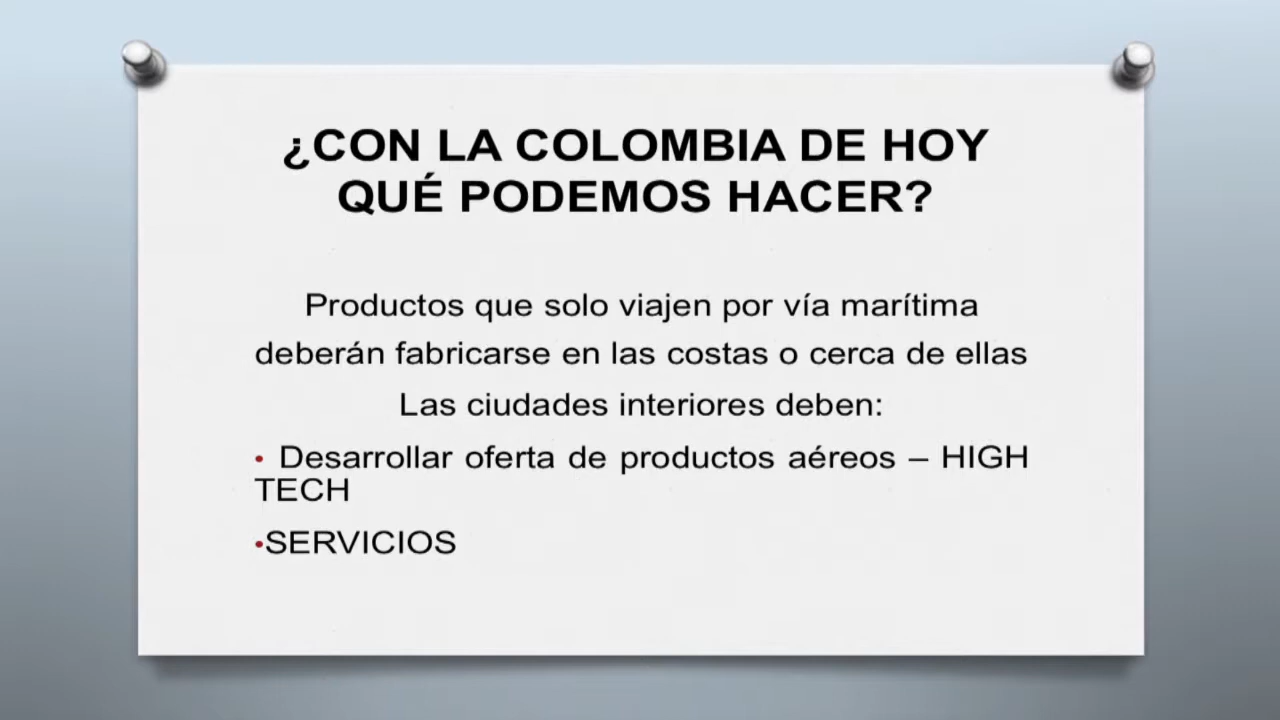 ¿CON LA COLOMBIA DE HOY
QUÉ PODEMOS HACER?
Productos que solo viajen por vía marítima
deberán fabricarse en las costas o cerca de ellas
Las ciudades interiores deben:
• Desarrollar oferta de productos aéreos – HIGH
TECH
•SERVICIOS